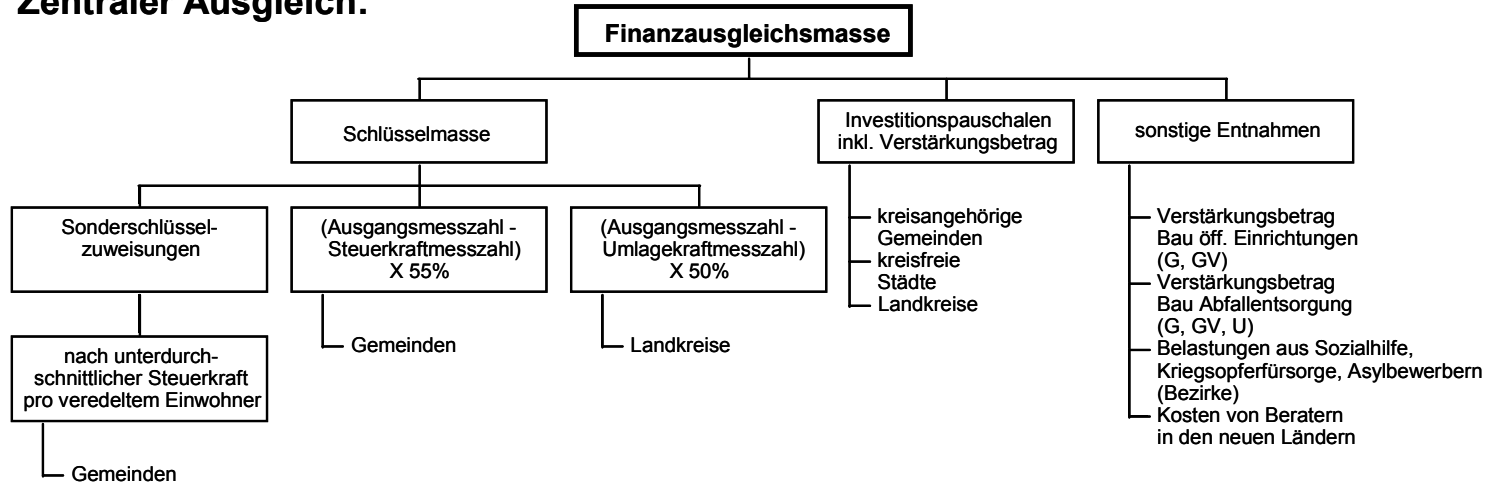 Zentraler Ausgleich:
Finanzausgleichsmasse
Schlüsselmasse
Investitionspauschalen
inkl. Verstärkungsbetrag
sonstige Entnahmen
Sonderschlüssel-
zuweisungen
(Ausgangsmesszahl -
Steuerkraftmesszahl)
X 55%
(Ausgangsmesszahl -
Umlagekraftmesszahl)
X 50%
kreisangehörige
Gemeinden
kreisfreie
Städte
Landkreise
Verstärkungsbetrag
Bau öff. Einrichtungen
(G, GV)
Verstärkungsbetrag
Bau Abfallentsorgung
(G, GV, U)
Belastungen aus Sozialhilfe,
Kriegsopferfürsorge, Asylbewerbern
(Bezirke)
Kosten von Beratern
in den neuen Ländern
nach unterdurch-
schnittlicher Steuerkraft
pro veredeltem Einwohner
Gemeinden
Gemeinden
Landkreise